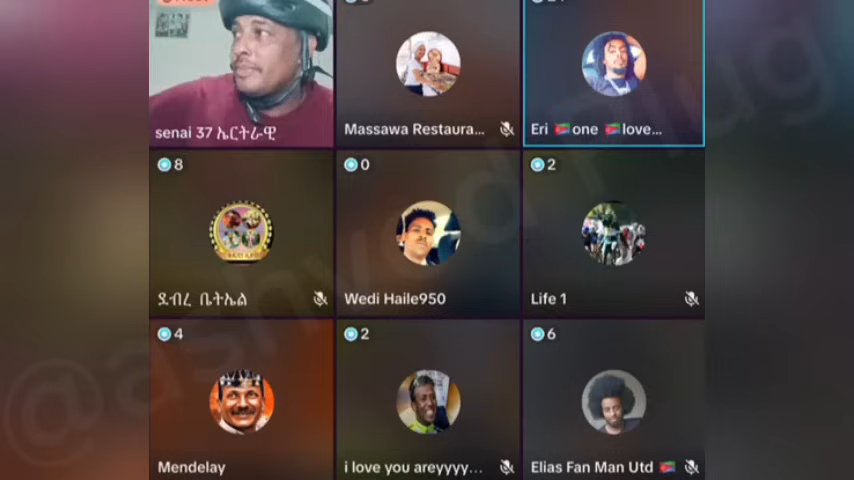 senai 37 ኤርትራዊ
Massawa Restaura...
Eri 🇪🇷one 🇪🇷love...
8
0
2
ደብረ ቤትኤል
Wedi Haile950
Life 1
4
2
6
Mendelay
i love you areyyyy...
Elias Fan Man Utd 🇪🇷